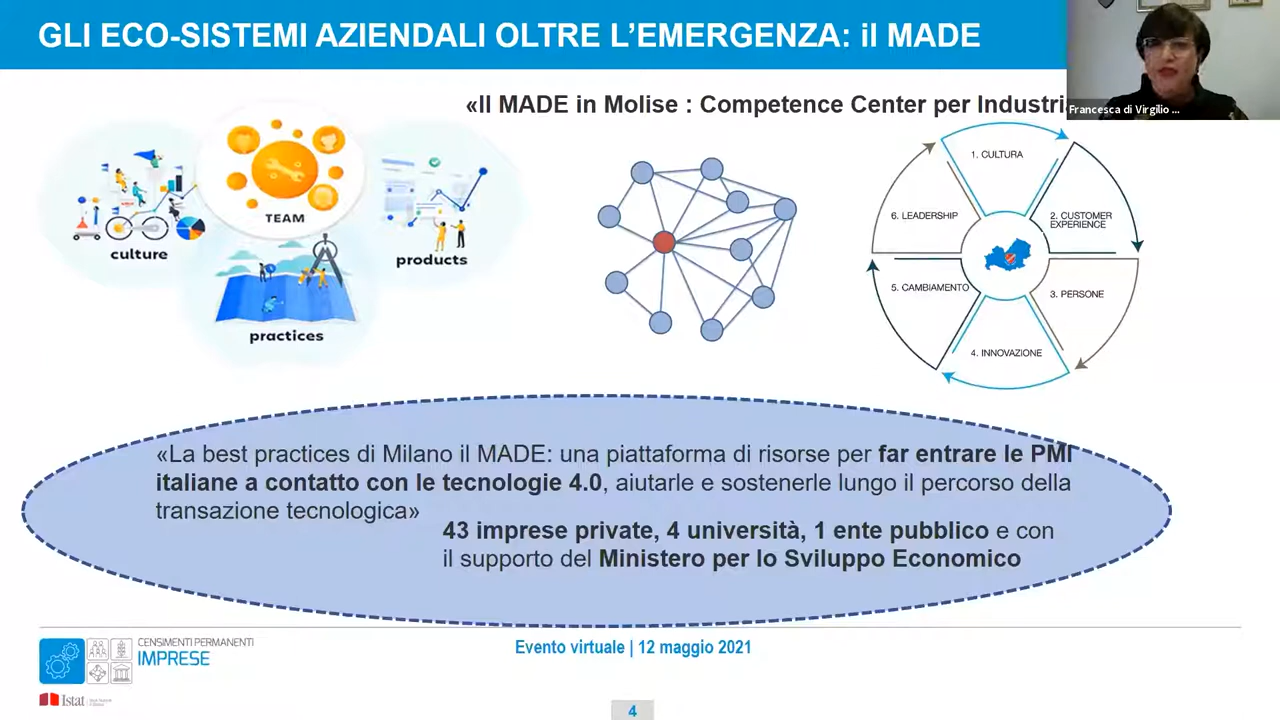 GLI ECO-SISTEMI AZIENDALI OLTRE L’EMERGENZA: il MADE
Francesca di Virgilio ...
«Il MADE in Molise : Competence Center per Industri
TEAM
culture
products
practices
1. CULTURA
2. CUSTOMER
EXPERIENCE
3. PERSONE
4. INNOVAZIONE
5. CAMBIAMENTO
6. LEADERSHIP
«La best practices di Milano il MADE: una piattaforma di risorse per far entrare le PMI
italiane a contatto con le tecnologie 4.0, aiutarle e sostenerle lungo il percorso della
transazione tecnologica»
43 imprese private, 4 università, 1 ente pubblico e con
il supporto del Ministero per lo Sviluppo Economico
CENSIMENTI PERMANENTI
IMPRESE
Istat
Evento virtuale | 12 maggio 2021
4